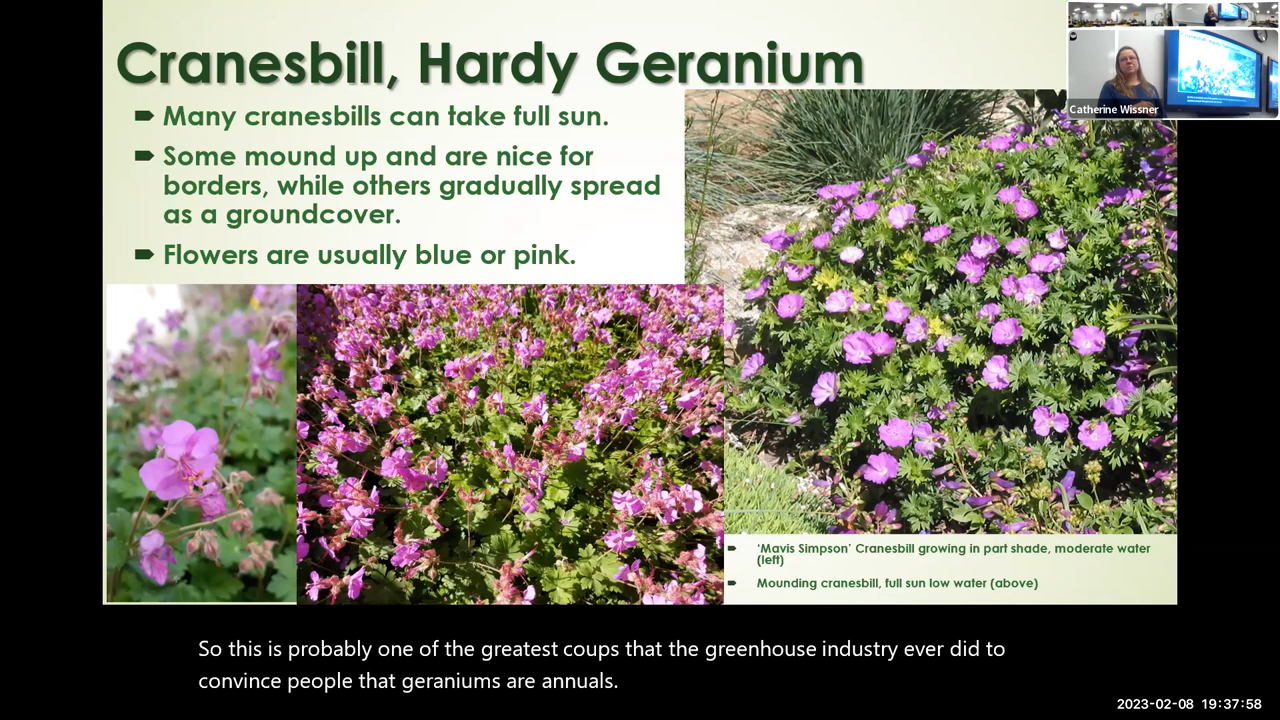 Cranesbill, Hardy Geranium
Many cranesbills can take full sun.
Some mound up and are nice for
borders, while others gradually spread
as a groundcover.
Flowers are usually blue or pink.
Catherine Wissner
‘Mavis Simpson’ Cranesbill growing in part shade, moderate water
(left)
Mounding cranesbill, full sun low water (above)
So this is probably one of the greatest coups that the greenhouse industry ever did to
convince people that geraniums are annuals.
2023-02-08 19:37:58